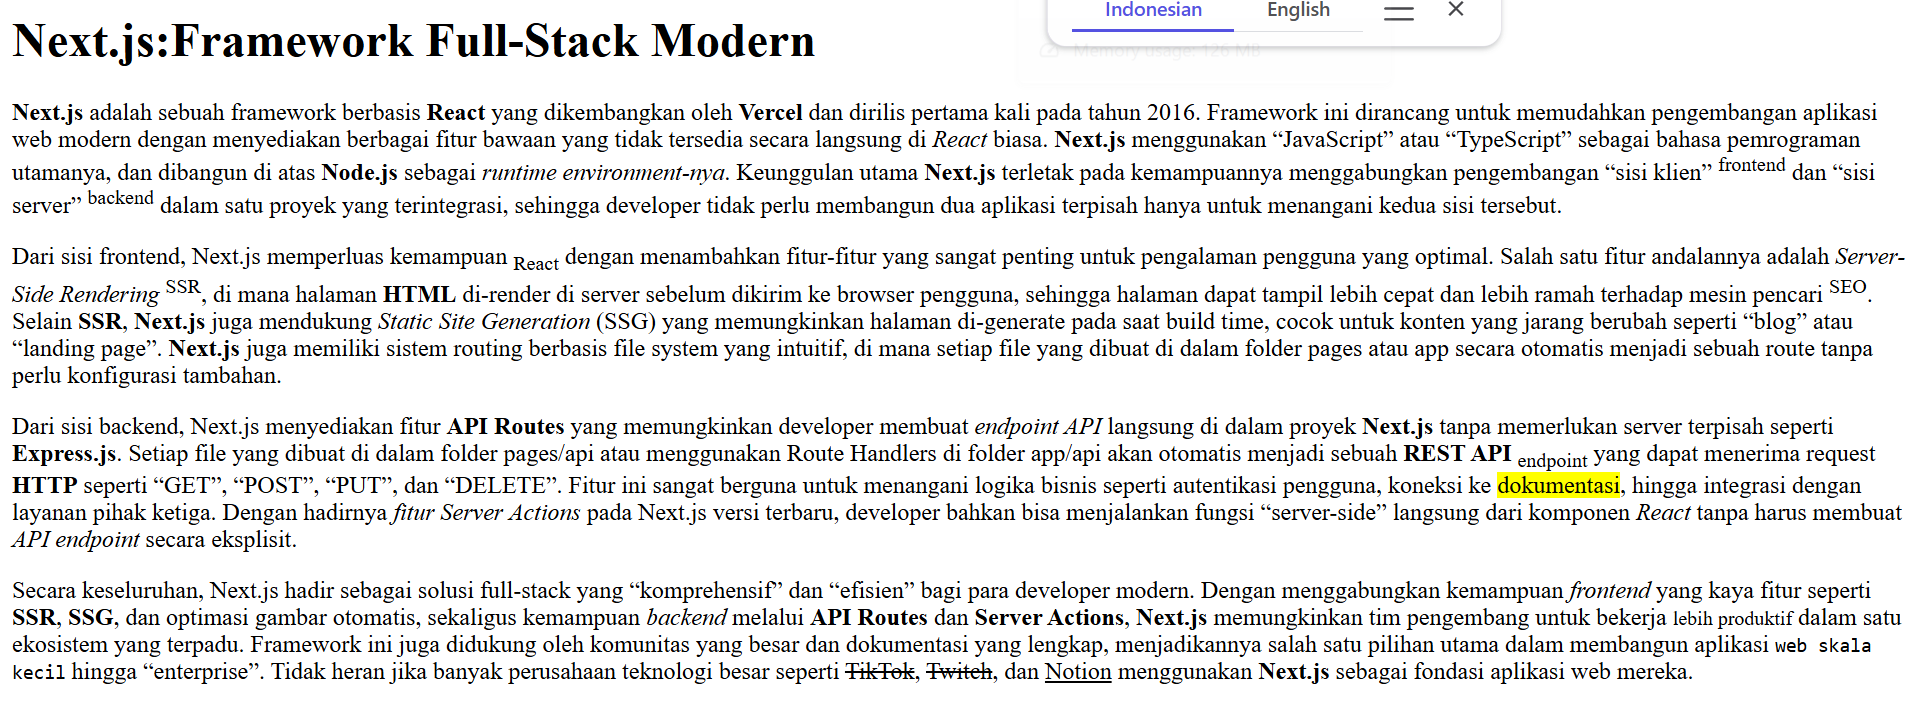 Indonesian English
Memory usage: 126 MB
Next.js:Framework Full-Stack Modern
Next.js adalah sebuah framework berbasis React yang dikembangkan oleh Vercel dan dirilis pertama kali pada tahun 2016. Framework ini dirancang untuk memudahkan pengembangan aplikasi
web modern dengan menyediakan berbagai fitur bawaan yang tidak tersedia secara langsung di React biasa. Next.js menggunakan “JavaScript” atau “TypeScript” sebagai bahasa pemrograman
utamanya, dan dibangun di atas Node.js sebagai runtime environment-nya. Keunggulan utama Next.js terletak pada kemampuannya menggabungkan pengembangan “sisi klien” frontend dan “sisi
server” backend dalam satu proyek yang terintegrasi, sehingga developer tidak perlu membangun dua aplikasi terpisah hanya untuk menangani kedua sisi tersebut.
Dari sisi frontend, Next.js memperluas kemampuan React dengan menambahkan fitur-fitur yang sangat penting untuk pengalaman pengguna yang optimal. Salah satu fitur andalannya adalah Server-
Side Rendering SSR, di mana halaman HTML di-render di server sebelum dikirim ke browser pengguna, sehingga halaman dapat tampil lebih cepat dan lebih ramah terhadap mesin pencari SEO.
Selain SSR, Next.js juga mendukung Static Site Generation (SSG) yang memungkinkan halaman di-generate pada saat build time, cocok untuk konten yang jarang berubah seperti “blog” atau
“landing page”. Next.js juga memiliki sistem routing berbasis file system yang intuitif, di mana setiap file yang dibuat di dalam folder pages atau app secara otomatis menjadi sebuah route tanpa
perlu konfigurasi tambahan.
Dari sisi backend, Next.js menyediakan fitur API Routes yang memungkinkan developer membuat endpoint API langsung di dalam proyek Next.js tanpa memerlukan server terpisah seperti
Express.js. Setiap file yang dibuat di dalam folder pages/api atau menggunakan Route Handlers di folder app/api akan otomatis menjadi sebuah REST API endpoint yang dapat menerima request
HTTP seperti “GET”, “POST”, “PUT”, dan “DELETE”. Fitur ini sangat berguna untuk menangani logika bisnis seperti autentikasi pengguna, koneksi ke dokumentasi, hingga integrasi dengan
layanan pihak ketiga. Dengan hadirnya fitur Server Actions pada Next.js versi terbaru, developer bahkan bisa menjalankan fungsi “server-side” langsung dari komponen React tanpa harus membuat
API endpoint secara eksplisit.
Secara keseluruhan, Next.js hadir sebagai solusi full-stack yang “komprehensif” dan “efisien” bagi para developer modern. Dengan menggabungkan kemampuan frontend yang kaya fitur seperti
SSR, SSG, dan optimasi gambar otomatis, sekaligus kemampuan backend melalui API Routes dan Server Actions, Next.js memungkinkan tim pengembang untuk bekerja lebih produktif dalam satu
ekosistem yang terpadu. Framework ini juga didukung oleh komunitas yang besar dan dokumentasi yang lengkap, menjadikannya salah satu pilihan utama dalam membangun aplikasi web skala
kecil hingga “enterprise”. Tidak heran jika banyak perusahaan teknologi besar seperti TikTok, Twitch, dan Notion menggunakan Next.js sebagai fondasi aplikasi web mereka.